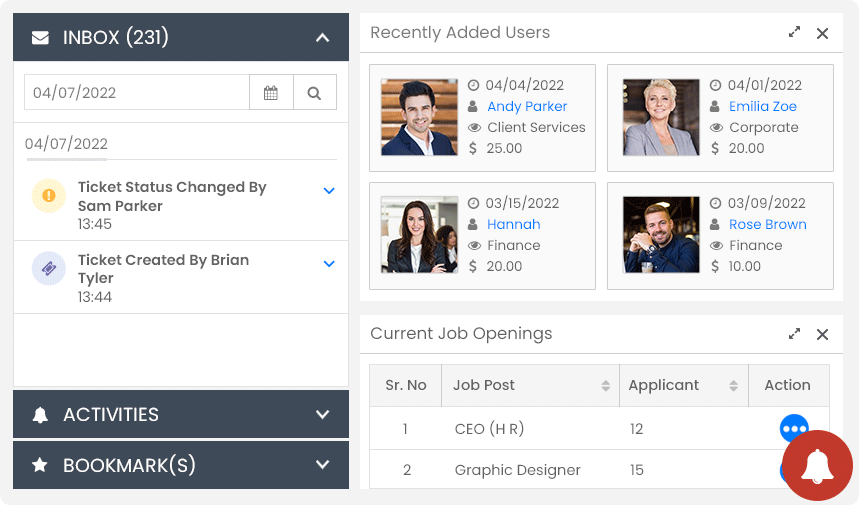 INBOX (231)
04/07/2022
04/07/2022
Ticket Status Changed By
Sam Parker
13:45
Ticket Created By Brian
Tyler
13:44
ACTIVITIES
BOOKMARK(S)
Recently Added Users
04/04/2022
Andy Parker
Client Services
$ 25.00
04/01/2022
Emilia Zoe
Corporate
$ 20.00
03/15/2022
Hannah
Finance
$ 20.00
03/09/2022
Rose Brown
Finance
$ 10.00
Current Job Openings
Sr. No Job Post Applicant Action
1 CEO (H R) 12
2 Graphic Designer 15